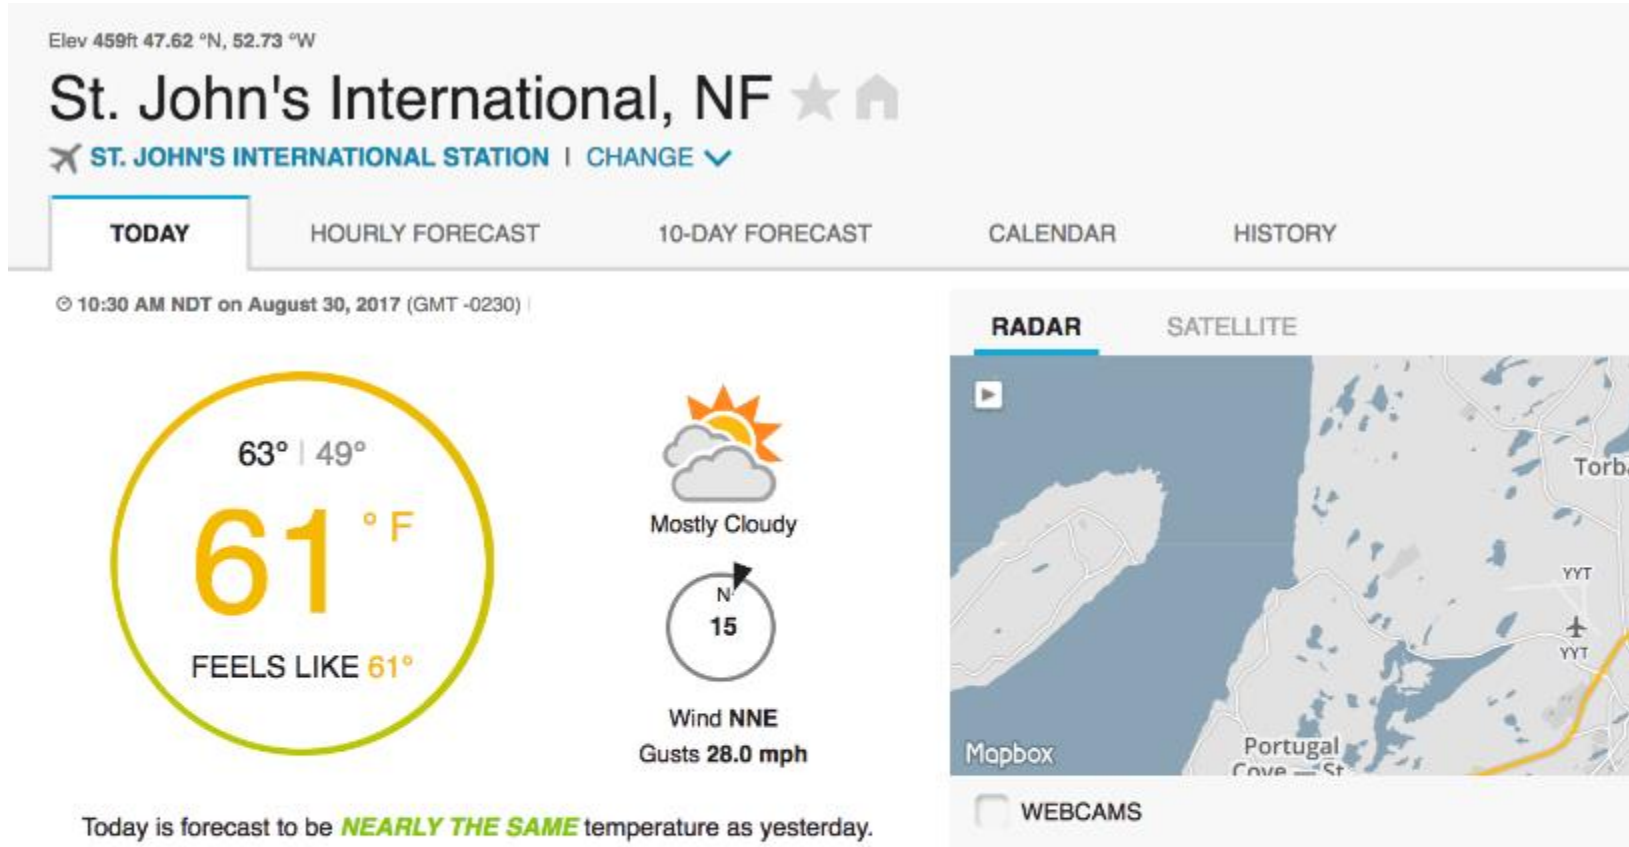 Elev 459ft 47.62 °N, 52.73 °W
St. John's International, NF
ST. JOHN'S INTERNATIONAL STATION | CHANGE
TODAY HOURLY FORECAST 10-DAY FORECAST CALENDAR HISTORY
10:30 AM NDT on August 30, 2017 (GMT -0230)
63° | 49°
61 °F
FEELS LIKE 61°
Mostly Cloudy
N
15
Wind NNE
Gusts 28.0 mph
Today is forecast to be NEARLY THE SAME temperature as yesterday.
RADAR SATELLITE
Torba
YYT
YYT
Portugal
Cove — St
Mapbox
WEBCAMS